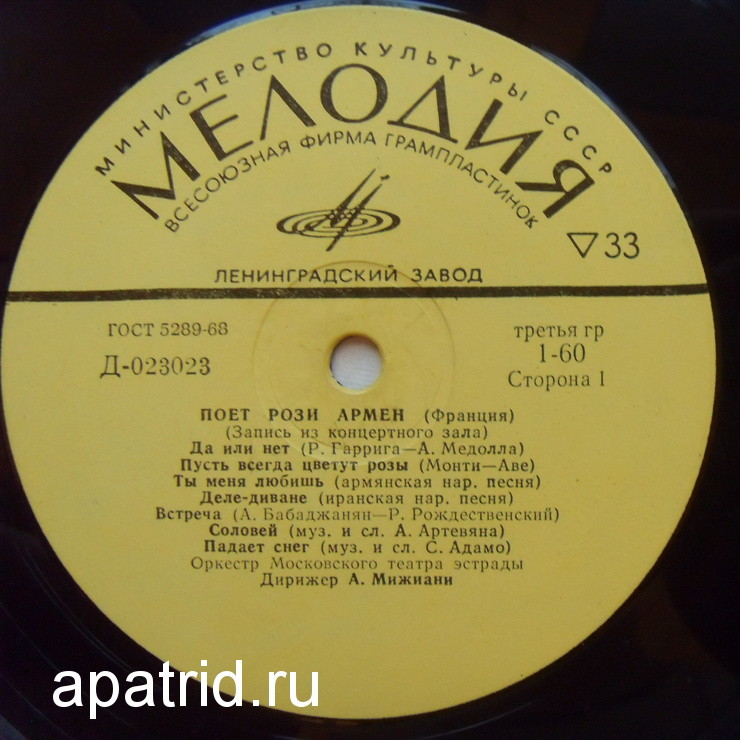 МИНИСТЕРСТВО КУЛЬТУРЫ СССР
МЕЛОДИЯ
ВСЕСОЮЗНАЯ ФИРМА ГРАМПЛАСТИНОК
▽33
ЛЕНИНГРАДСКИЙ ЗАВОД
ГОСТ 5289-68
третья гр
Д-023023
1-60
Сторона 1
ПОЕТ РОЗИ АРМЕН (Франция)
(Запись из концертного зала)
Да или нет (Р. Гаррига—А. Медолла)
Пусть всегда цветут розы (Монти—Аве)
Ты меня любишь (армянская нар. песня)
Деле-диване (иранская нар. песня)
Встреча (А. Бабаджанян—Р. Рождественский)
Соловей (муз. и сл. А. Артевяна)
Падает снег (муз. и сл. С. Адамо)
Оркестр Московского театра эстрады
Дирижер А. Мижиани
apatrid.ru